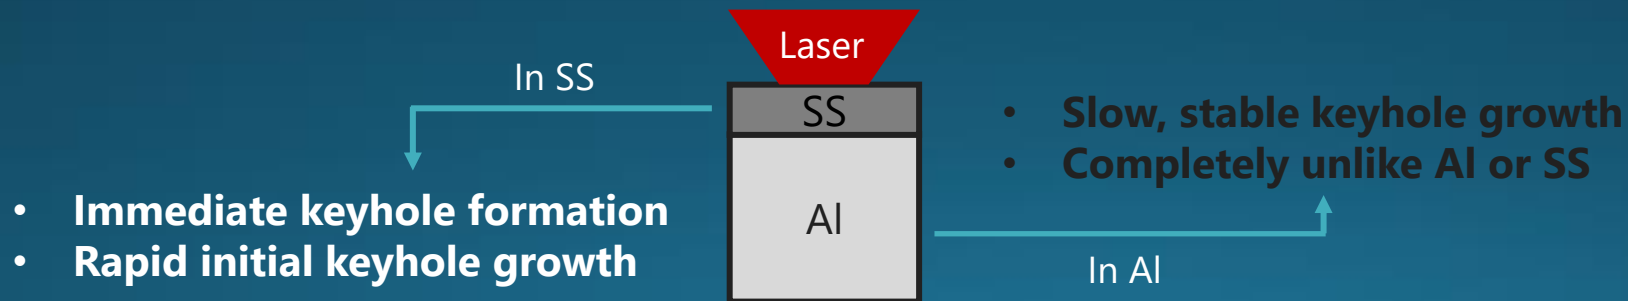 Laser
In SS
SS
• Immediate keyhole formation
• Rapid initial keyhole growth
Al
• Slow, stable keyhole growth
• Completely unlike Al or SS
In Al